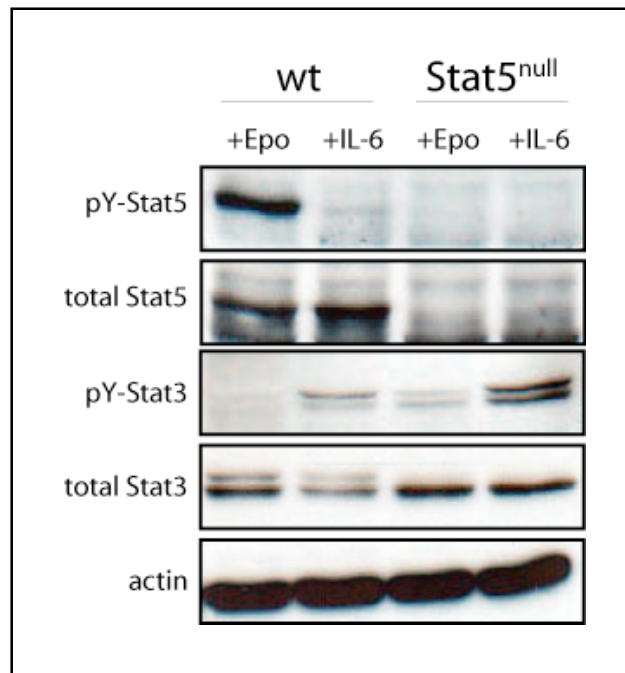 wt Stat5null
+Epo +IL-6 +Epo +IL-6
pY-Stat5
total Stat5
pY-Stat3
total Stat3
actin